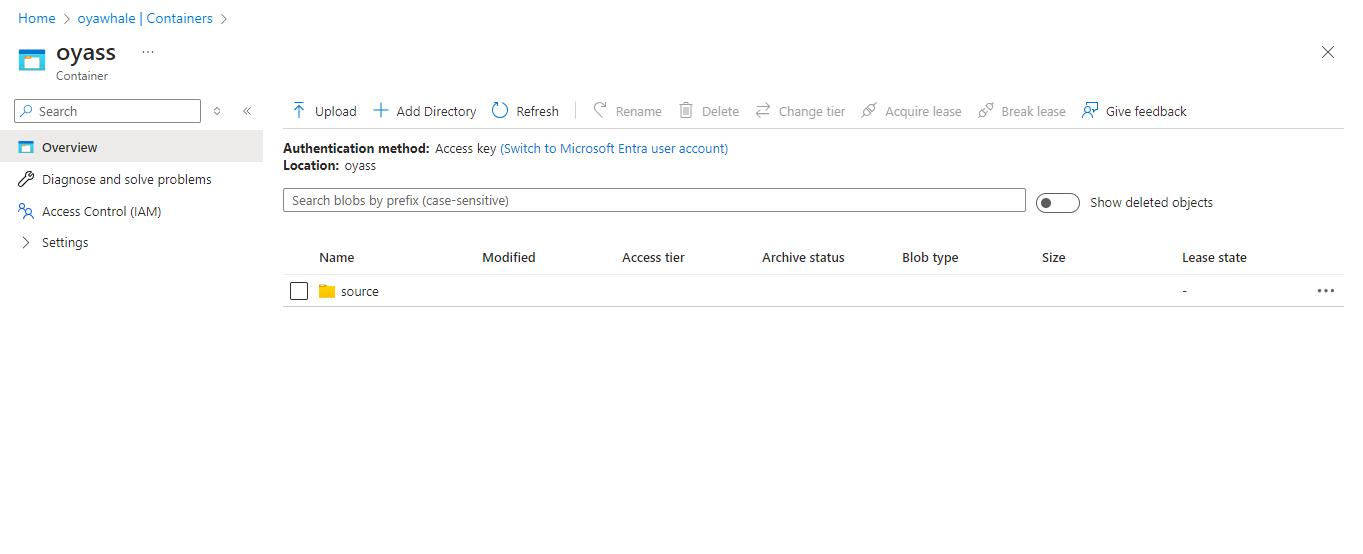 Home > oyawhale | Containers >
oyass ...
Container
Search
Upload Add Directory Refresh Rename Delete Change tier Acquire lease Break lease Give feedback
Overview
Authentication method: Access key (Switch to Microsoft Entra user account)
Location: oyass
Diagnose and solve problems
Search blobs by prefix (case-sensitive) Show deleted objects
Access Control (IAM)
Settings
Name Modified Access tier Archive status Blob type Size Lease state
source - ...